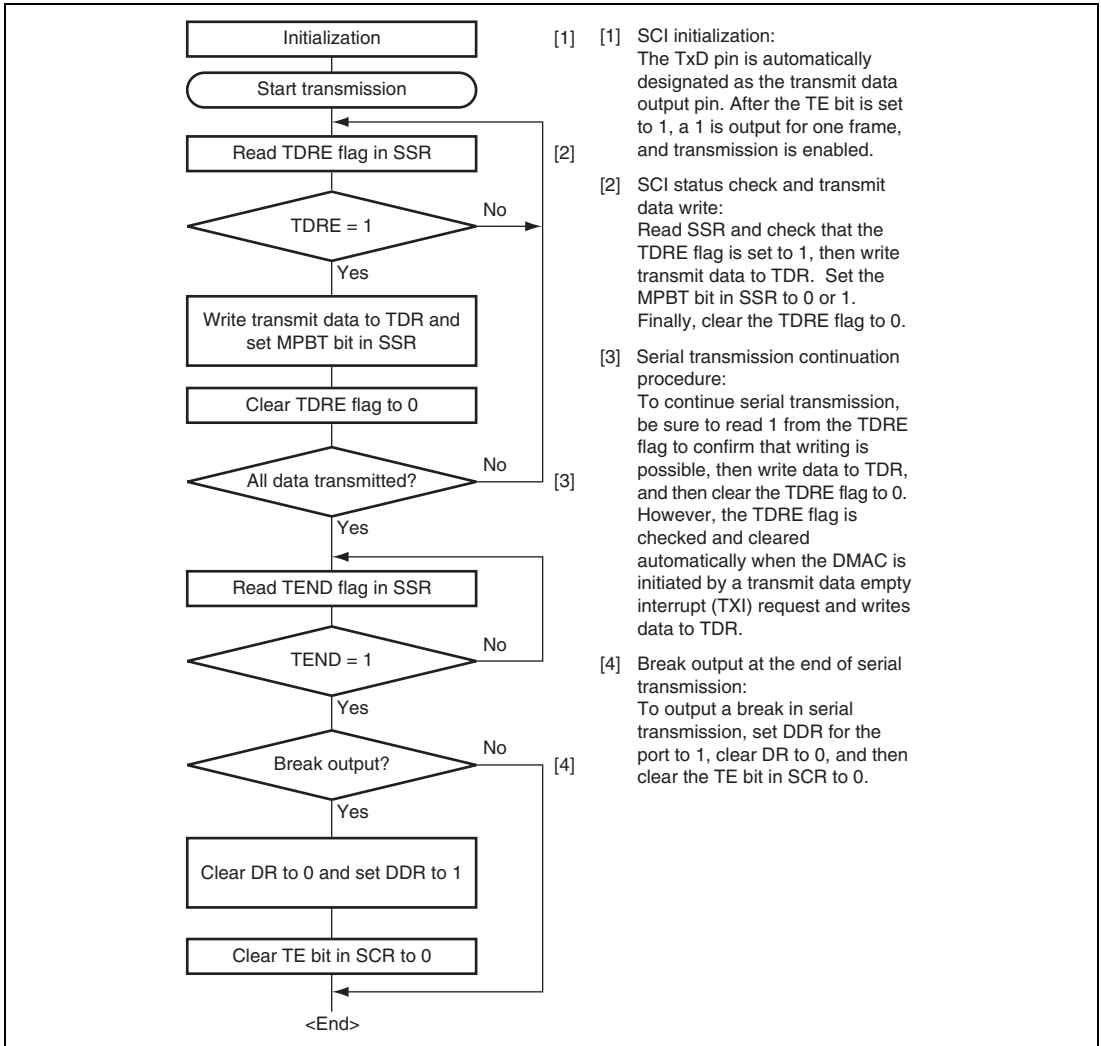 Initialization
[1]
Start transmission
Read TDRE flag in SSR
[2]
TDRE = 1
No
Yes
Write transmit data to TDR and
set MPBT bit in SSR
Clear TDRE flag to 0
All data transmitted?
No
[3]
Yes
Read TEND flag in SSR
TEND = 1
No
Yes
Break output?
No
[4]
Yes
Clear DR to 0 and set DDR to 1
Clear TE bit in SCR to 0
<End>
[1] SCI initialization:
The TxD pin is automatically
designated as the transmit data
output pin. After the TE bit is set
to 1, a 1 is output for one frame,
and transmission is enabled.
[2] SCI status check and transmit
data write:
Read SSR and check that the
TDRE flag is set to 1, then write
transmit data to TDR. Set the
MPBT bit in SSR to 0 or 1.
Finally, clear the TDRE flag to 0.
[3] Serial transmission continuation
procedure:
To continue serial transmission,
be sure to read 1 from the TDRE
flag to confirm that writing is
possible, then write data to TDR,
and then clear the TDRE flag to 0.
However, the TDRE flag is
checked and cleared
automatically when the DMAC is
initiated by a transmit data empty
interrupt (TXI) request and writes
data to TDR.
[4] Break output at the end of serial
transmission:
To output a break in serial
transmission, set DDR for the
port to 1, clear DR to 0, and then
clear the TE bit in SCR to 0.